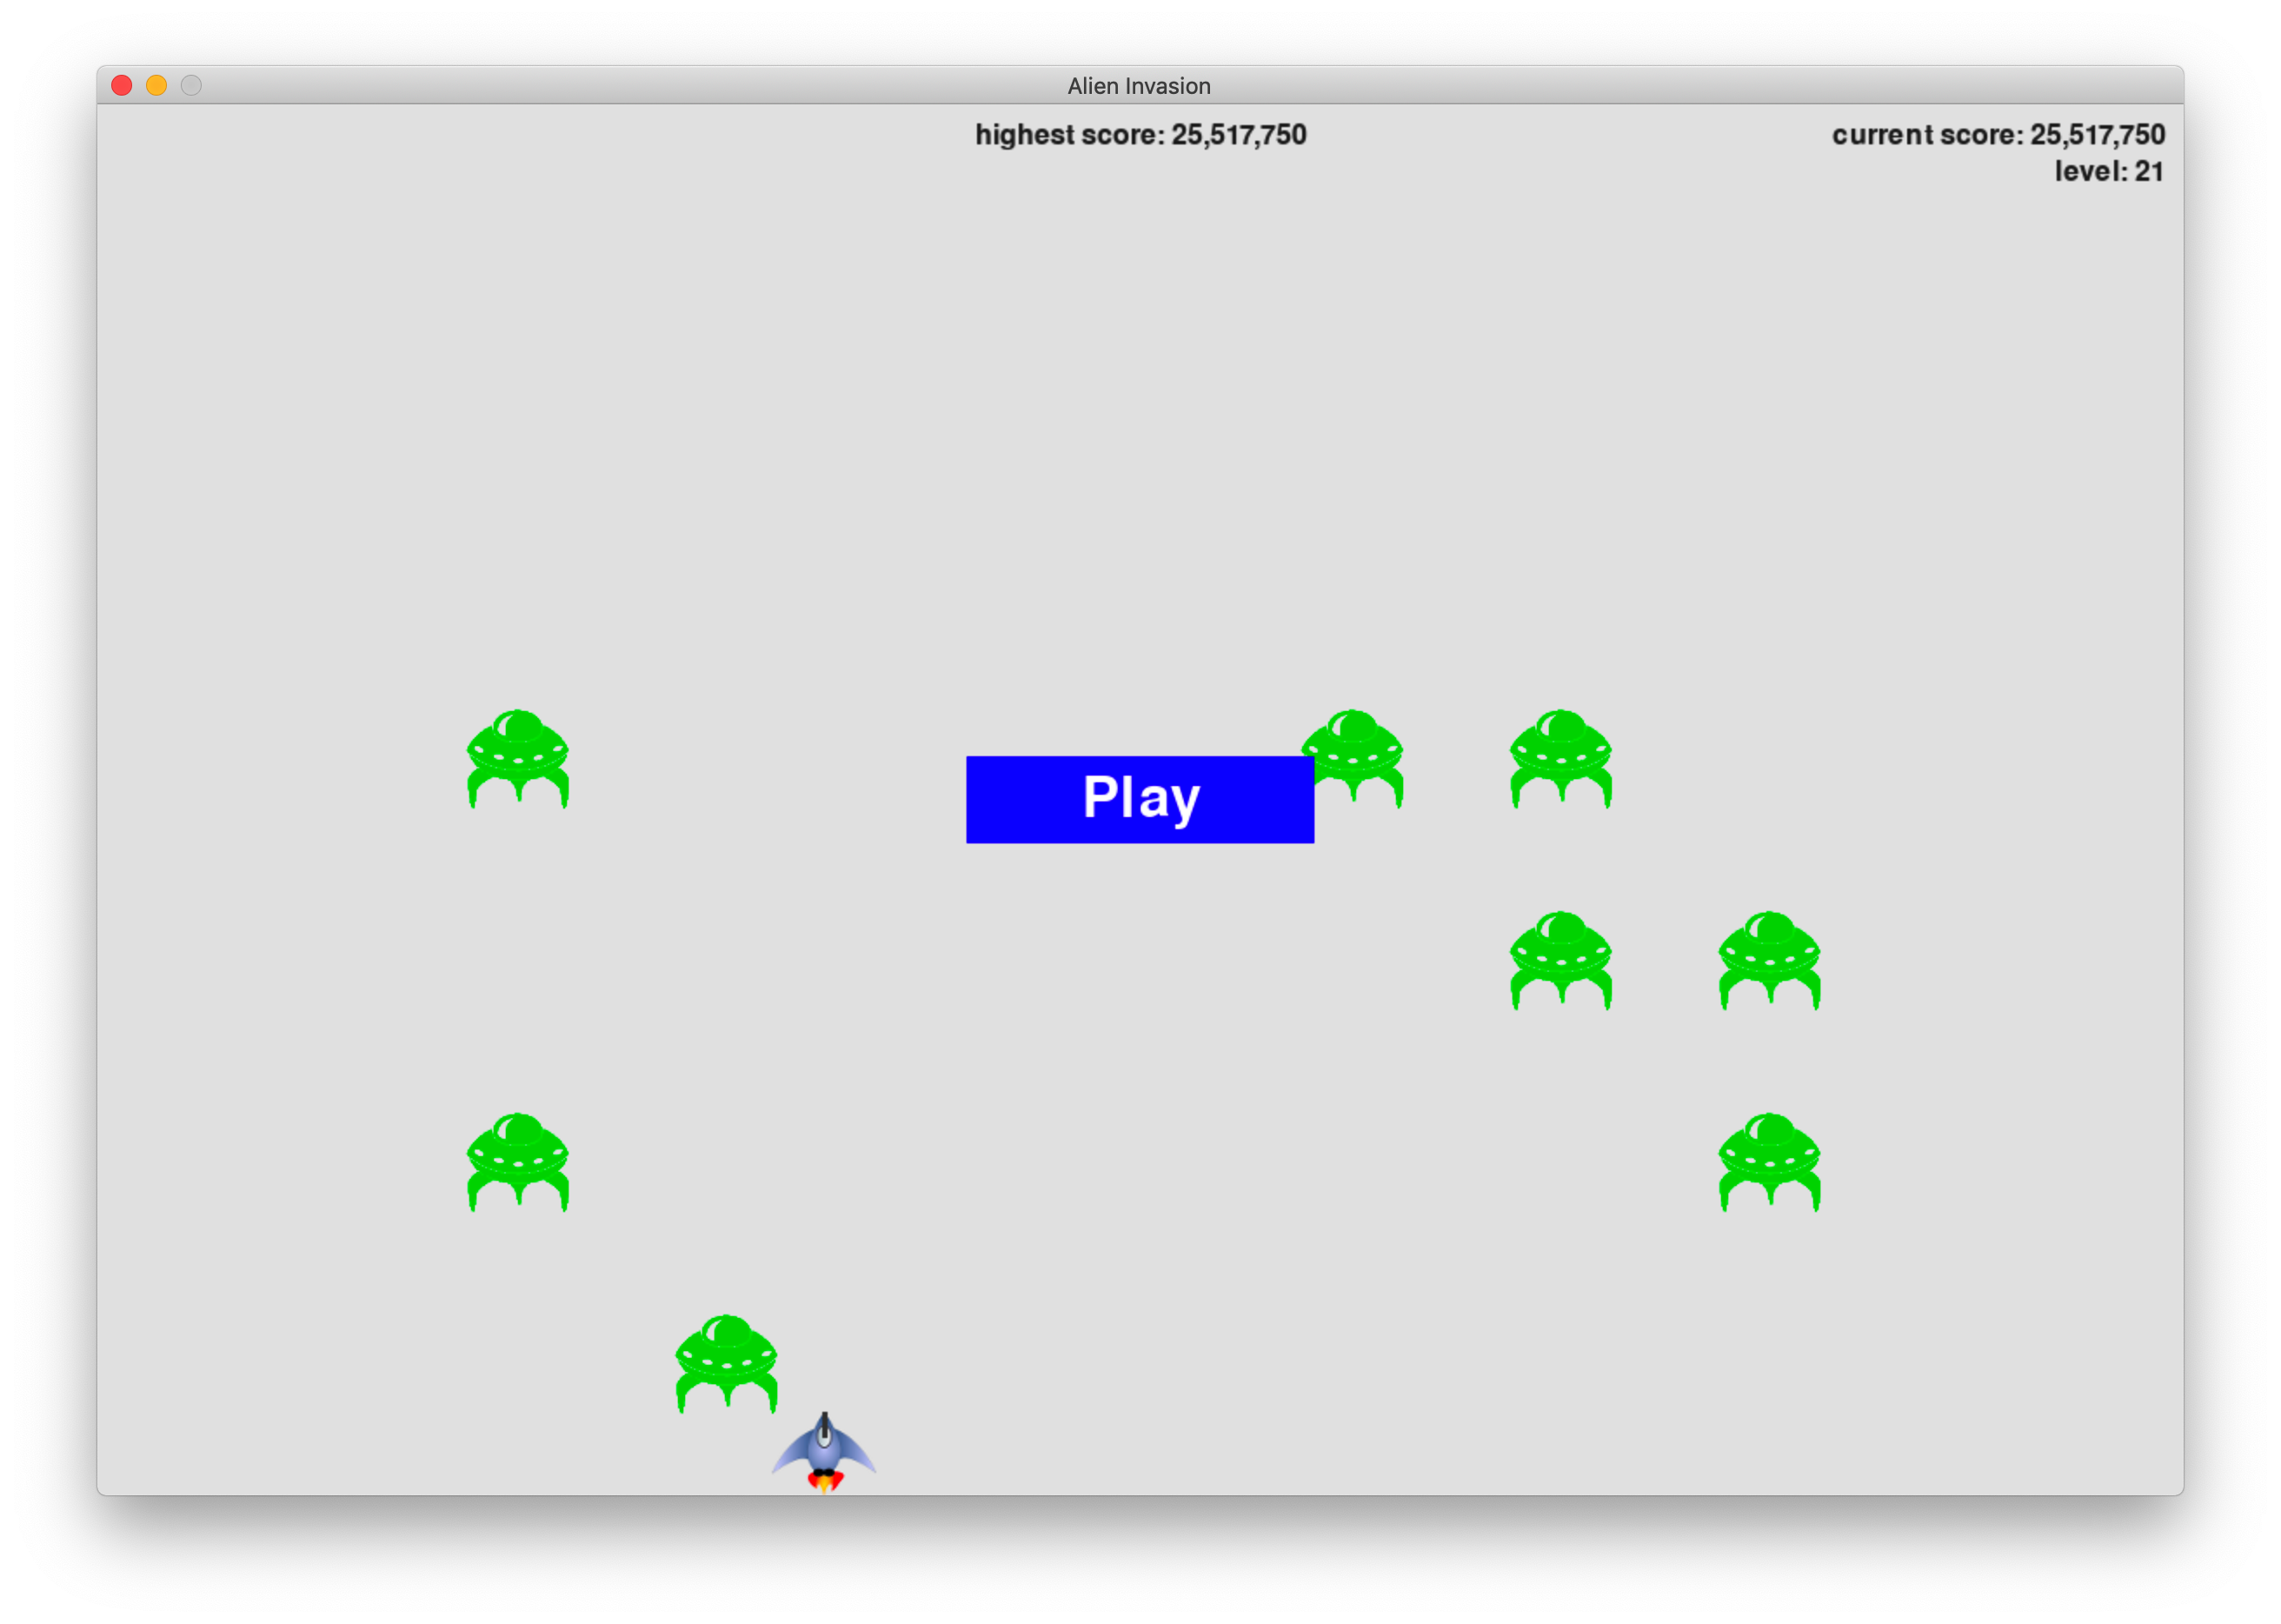 Alien Invasion
highest score: 25,517,750
current score: 25,517,750
level: 21
Play